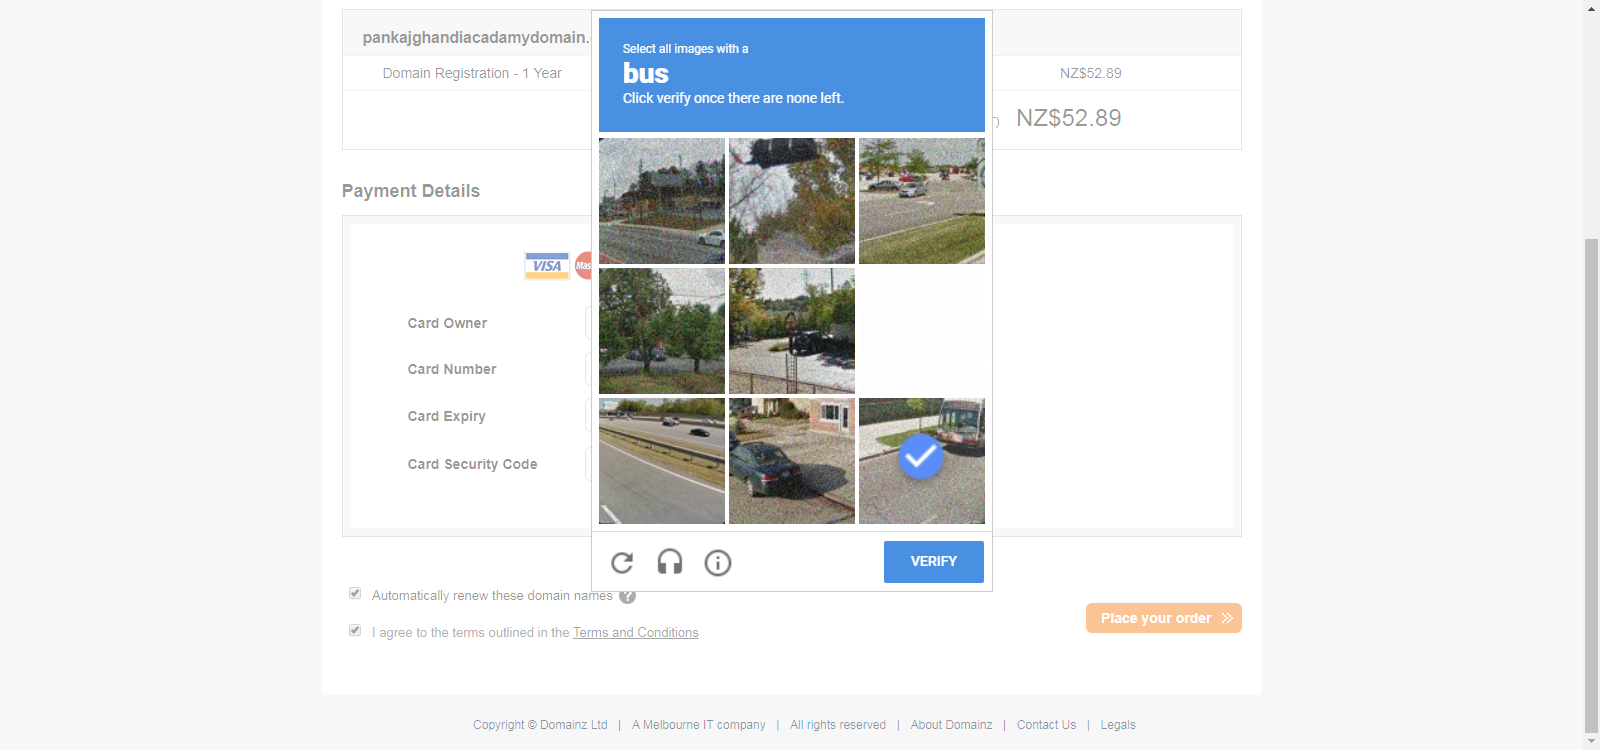 pankajghandiacadamydomain.
Domain Registration - 1 Year
NZ$52.89
NZ$52.89
Payment Details
VISA
Mas
Card Owner
Card Number
Card Expiry
Card Security Code
Select all images with a
bus
Click verify once there are none left.
VERIFY
Automatically renew these domain names ?
I agree to the terms outlined in the Terms and Conditions
Place your order
Copyright © Domainz Ltd | A Melbourne IT company | All rights reserved | About Domainz | Contact Us | Legals